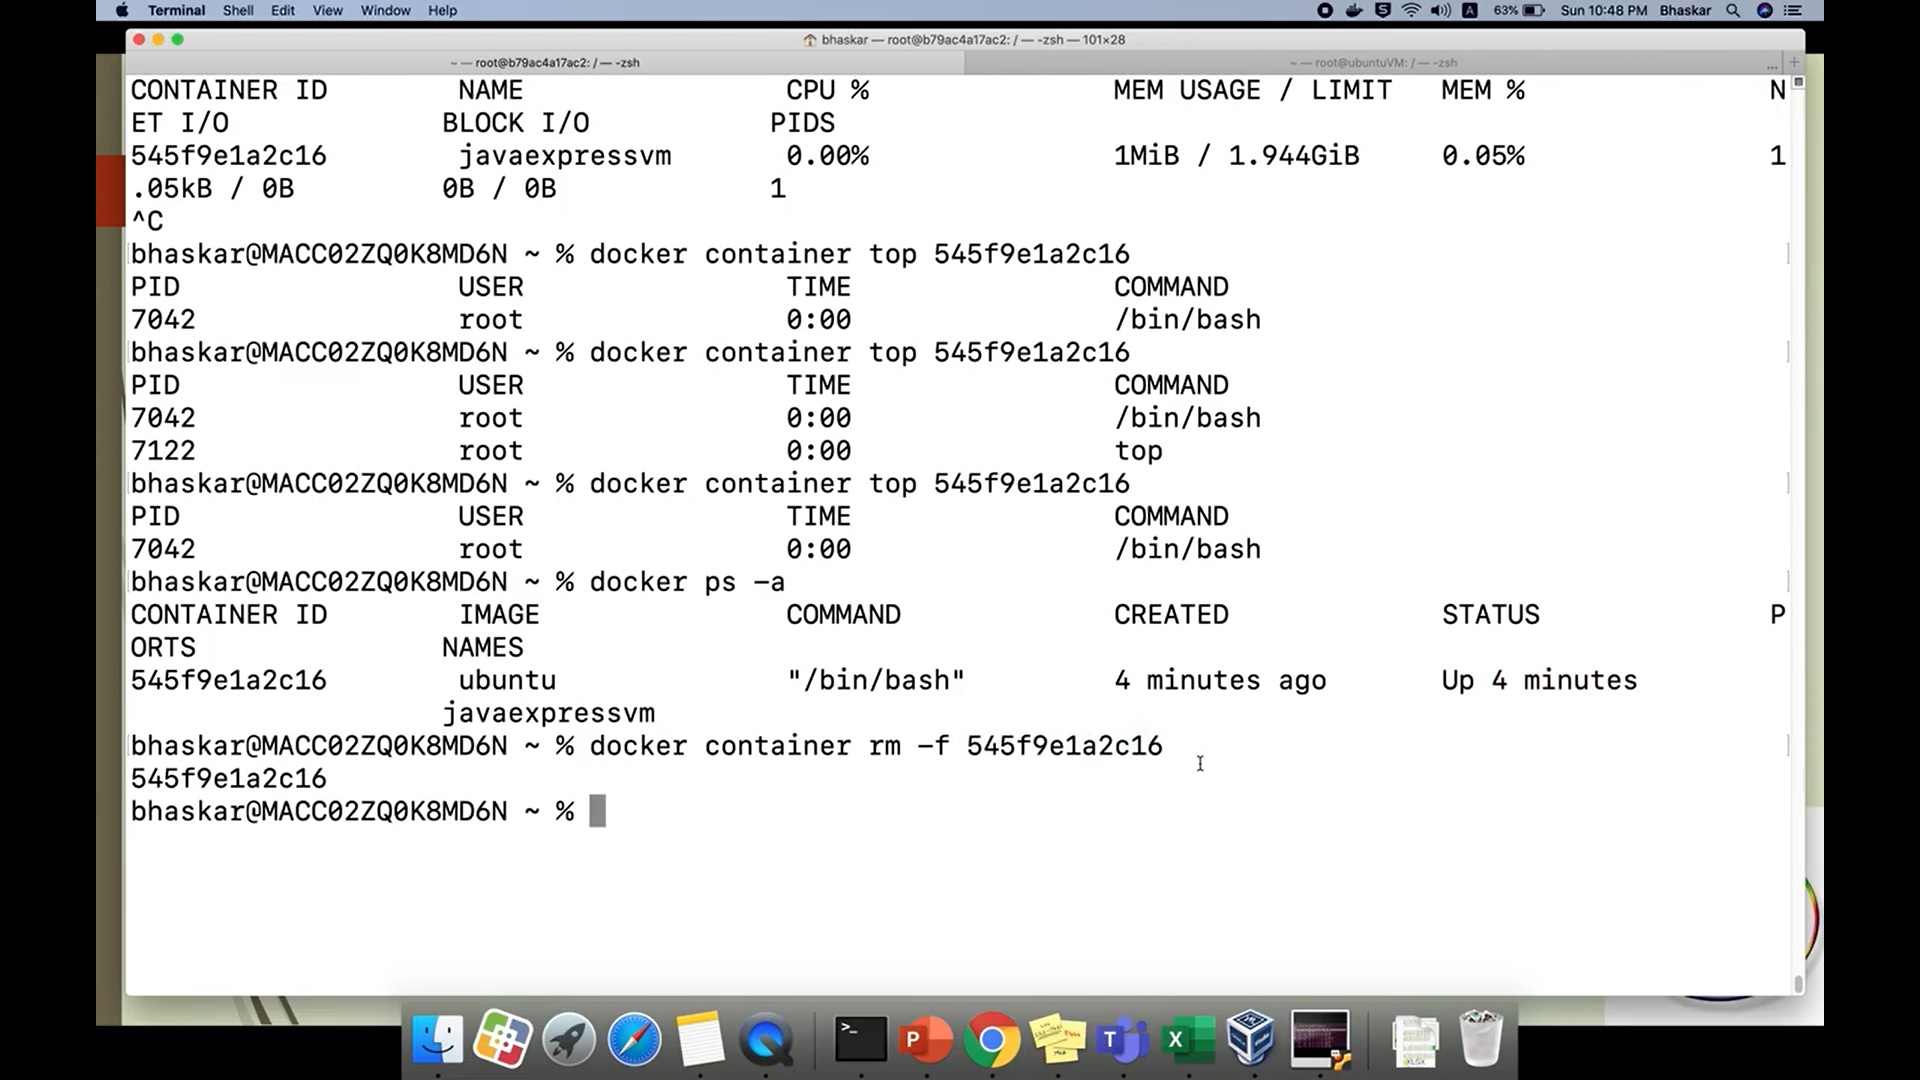 Terminal Shell Edit View Window Help 63% Sun 10:48 PM Bhaskar
bhaskar — root@b79ac4a17ac2: / — -zsh — 101×28
~ — root@b79ac4a17ac2: / — -zsh ~ — root@ubuntuVM: / — -zsh ... +
CONTAINER ID NAME CPU % MEM USAGE / LIMIT MEM % N
ET I/O BLOCK I/O PIDS
545f9e1a2c16 javaexpressvm 0.00% 1MiB / 1.944GiB 0.05% 1
.05kB / 0B 0B / 0B 1
^C
bhaskar@MACC02ZQ0K8MD6N ~ % docker container top 545f9e1a2c16
PID USER TIME COMMAND
7042 root 0:00 /bin/bash
bhaskar@MACC02ZQ0K8MD6N ~ % docker container top 545f9e1a2c16
PID USER TIME COMMAND
7042 root 0:00 /bin/bash
7122 root 0:00 top
bhaskar@MACC02ZQ0K8MD6N ~ % docker container top 545f9e1a2c16
PID USER TIME COMMAND
7042 root 0:00 /bin/bash
bhaskar@MACC02ZQ0K8MD6N ~ % docker ps -a
CONTAINER ID IMAGE COMMAND CREATED STATUS P
ORTS NAMES
545f9e1a2c16 ubuntu "/bin/bash" 4 minutes ago Up 4 minutes
javaexpressvm
bhaskar@MACC02ZQ0K8MD6N ~ % docker container rm -f 545f9e1a2c16
545f9e1a2c16
bhaskar@MACC02ZQ0K8MD6N ~ %